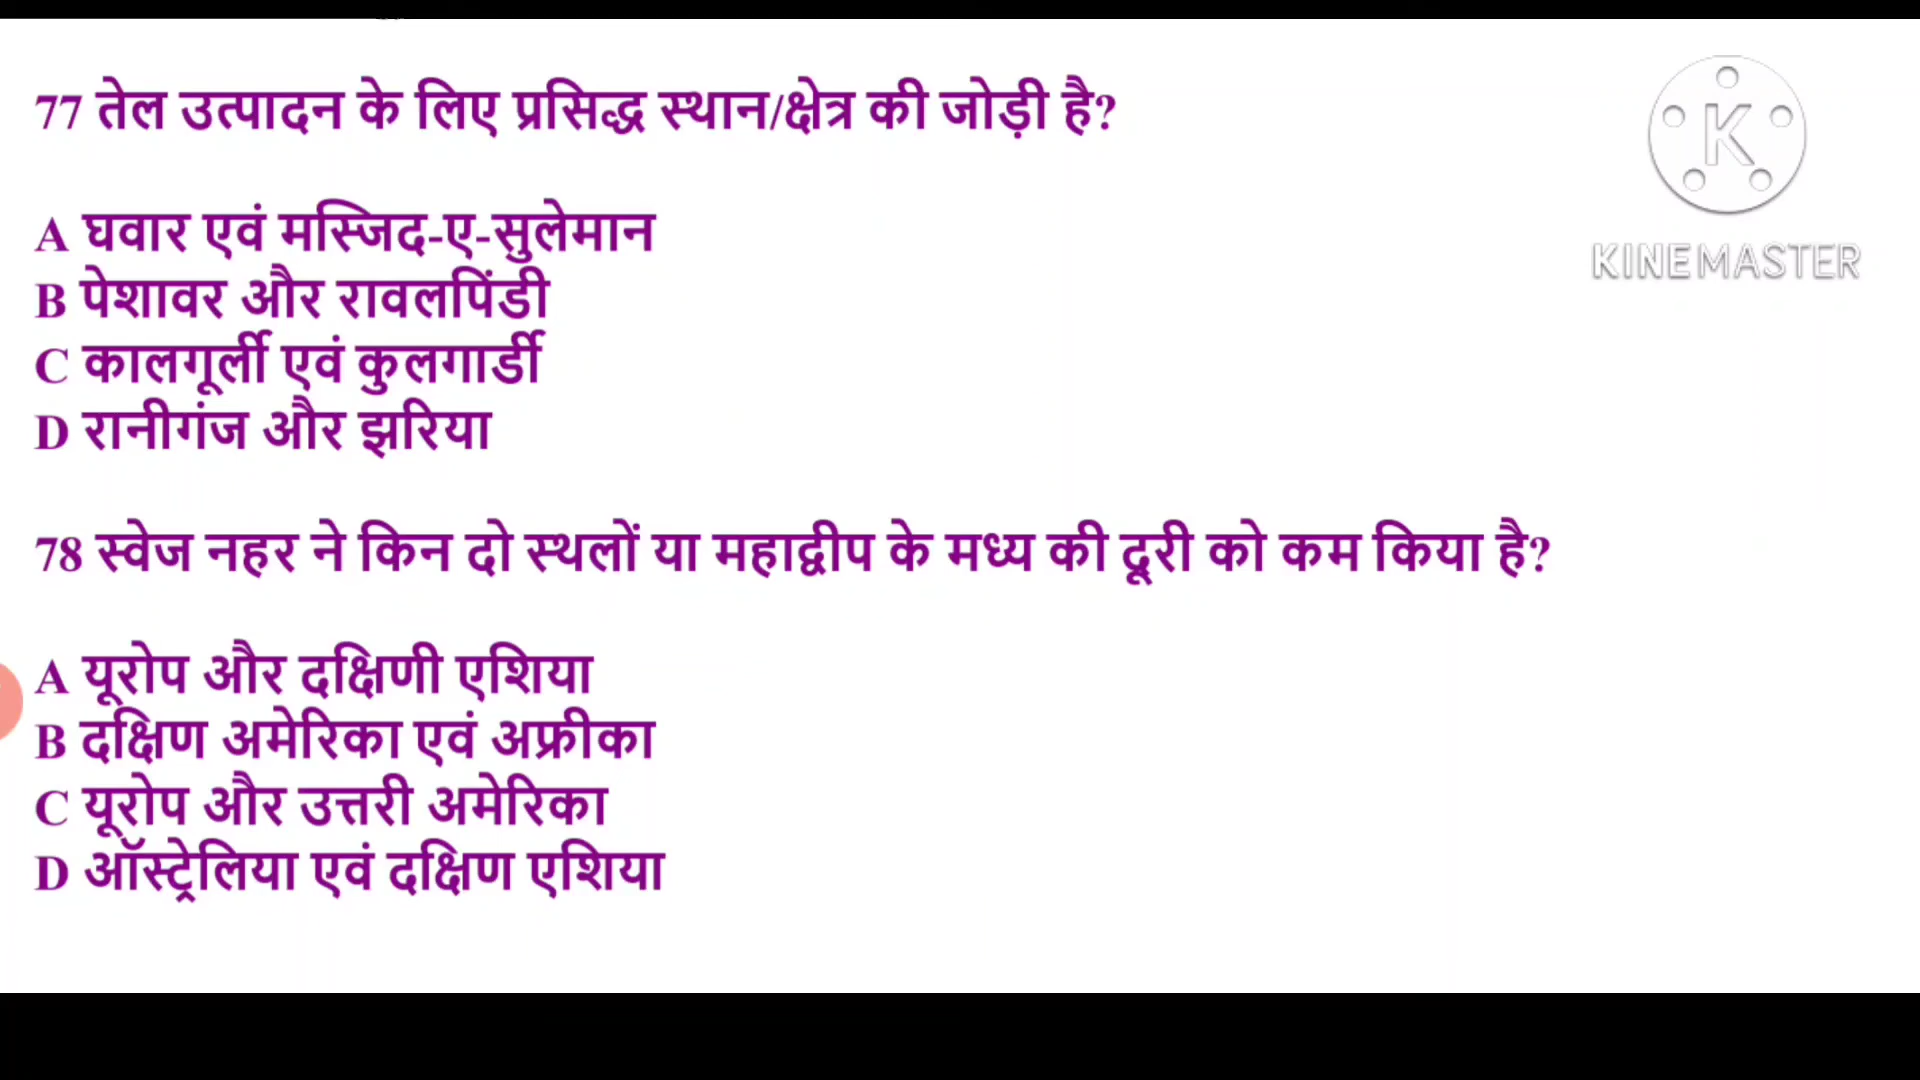 77 तेल उत्पादन के लिए प्रसिद्ध स्थान/क्षेत्र की जोड़ी है?
A घवार एवं मस्जिद-ए-सुलेमान
B पेशावर और रावलपिंडी
C कालगूर्ली एवं कुलगार्डी
D रानीगंज और झरिया
K
KINEMASTER
78 स्वेज नहर ने किन दो स्थलों या महाद्वीप के मध्य की दूरी को कम किया है?
A यूरोप और दक्षिणी एशिया
B दक्षिण अमेरिका एवं अफ्रीका
C यूरोप और उत्तरी अमेरिका
D ऑस्ट्रेलिया एवं दक्षिण एशिया